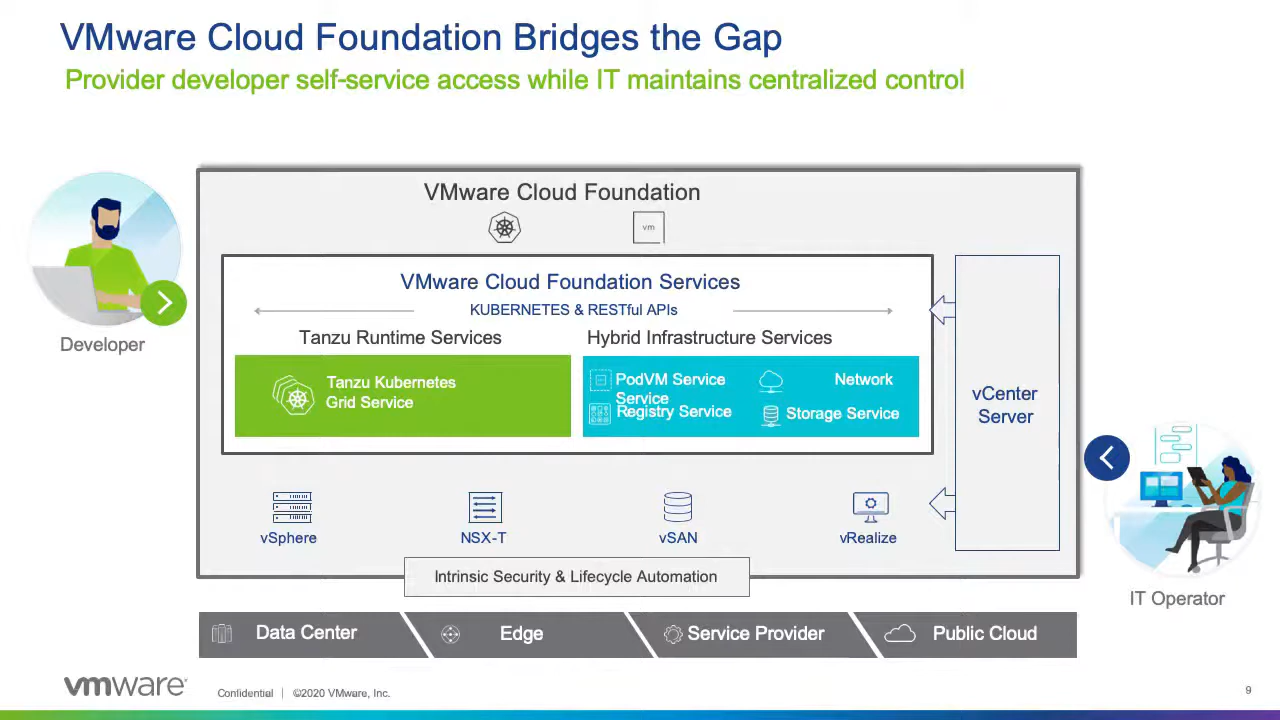 VMware Cloud Foundation Bridges the Gap
Provider developer self-service access while IT maintains centralized control
VMware Cloud Foundation
vm
VMware Cloud Foundation Services
KUBERNETES & RESTful APIs
Tanzu Runtime Services
Hybrid Infrastructure Services
Tanzu Kubernetes
Grid Service
PodVM Service
Network
Service
Registry Service
Storage Service
vCenter
Server
Developer
vSphere
NSX-T
vSAN
vRealize
Intrinsic Security & Lifecycle Automation
IT Operator
Data Center
Edge
Service Provider
Public Cloud
vmware
Confidential | ©2020 VMware, Inc.
9